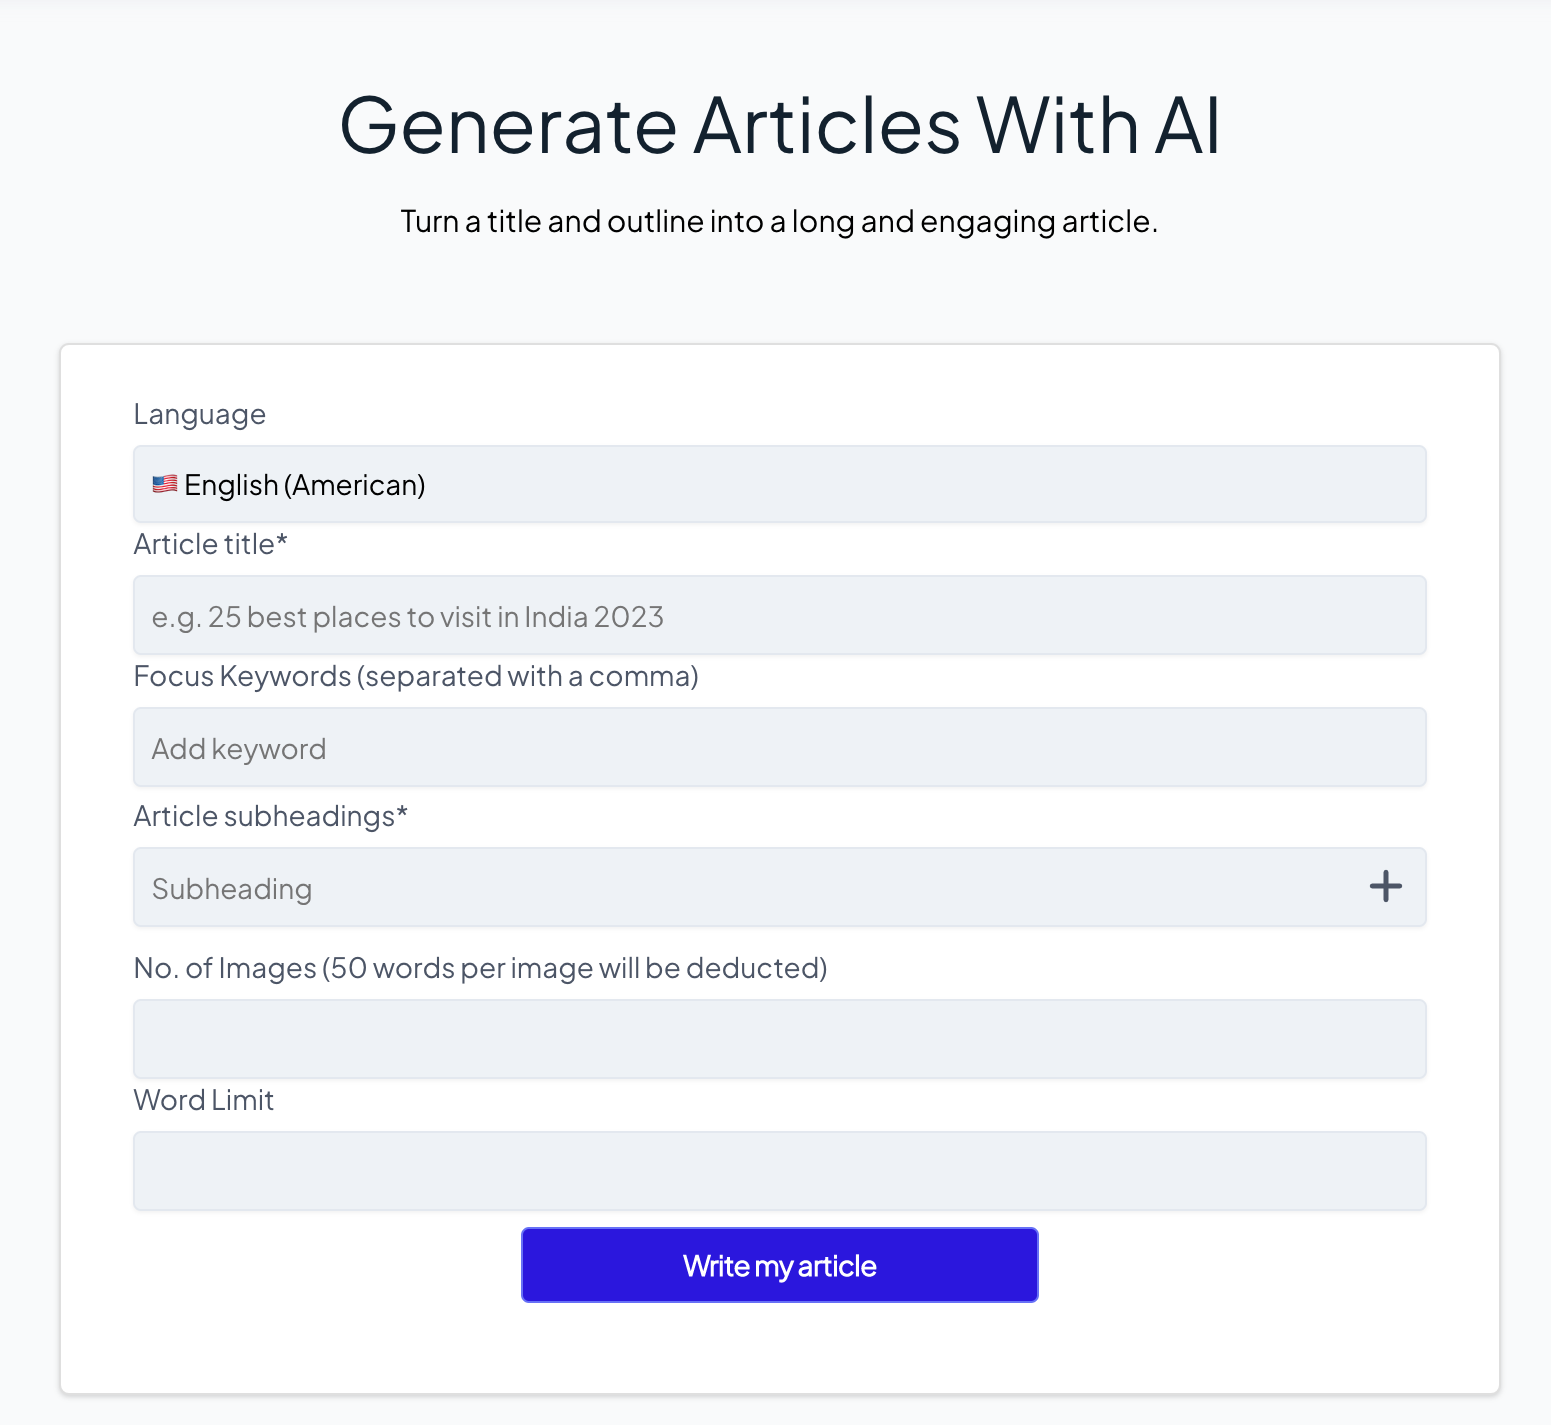 Generate Articles With AI
Turn a title and outline into a long and engaging article.
Language
🇺🇸 English (American)
Article title*
e.g. 25 best places to visit in India 2023
Focus Keywords (separated with a comma)
Add keyword
Article subheadings*
Subheading
No. of Images (50 words per image will be deducted)
Word Limit
Write my article